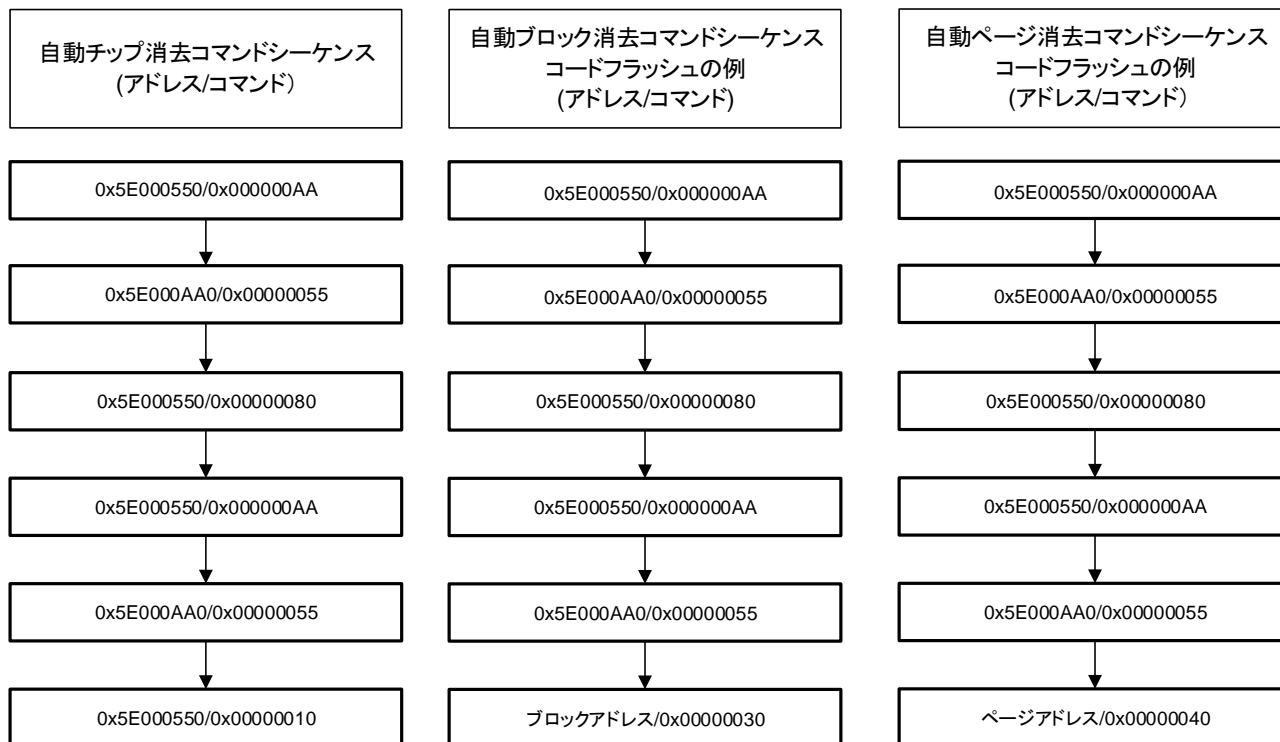 自動チップ消去コマンドシーケンス
(アドレス/コマンド)
0x5E000550/0x000000AA
0x5E000AA0/0x00000055
0x5E000550/0x00000080
0x5E000550/0x000000AA
0x5E000AA0/0x00000055
0x5E000550/0x00000010
自動ブロック消去コマンドシーケンス
コードフラッシュの例
(アドレス/コマンド)
0x5E000550/0x000000AA
0x5E000AA0/0x00000055
0x5E000550/0x00000080
0x5E000550/0x000000AA
0x5E000AA0/0x00000055
ブロックアドレス/0x00000030
自動ページ消去コマンドシーケンス
コードフラッシュの例
(アドレス/コマンド)
0x5E000550/0x000000AA
0x5E000AA0/0x00000055
0x5E000550/0x00000080
0x5E000550/0x000000AA
0x5E000AA0/0x00000055
ページアドレス/0x00000040